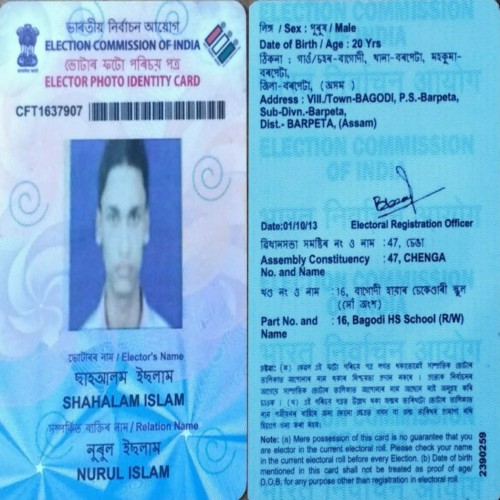 ভাৰতীয় নিৰ্বাচন আয়োগ
ELECTION COMMISSION OF INDIA
ভোটাৰ ফটো পৰিচয় পত্ৰ
ELECTOR PHOTO IDENTITY CARD
CFT1637907
ভোটাৰৰ নাম / Elector's Name
ছাহআলম ইছলাম
SHAHALAM ISLAM
সম্পৰ্কিত ব্যক্তিৰ নাম / Relation Name
নূৰুল ইছলাম
NURUL ISLAM
লিঙ্গ / Sex : পুৰুষ / Male
Date of Birth / Age : 20 Yrs
ঠিকনা : গাওঁ/চহৰ-বাগোদী, থানা-বৰপেটা, মহকুমা-
বৰপেটা,
জিলা-বৰপেটা, (অসম )
Address : Vill./Town-BAGODI, P.S.-Barpeta,
Sub-Divn.-Barpeta,
Dist.- BARPETA, (Assam)
ELECTION COMMISSION
OF INDIA
Date:01/10/13 Electoral Registration Officer
বিধানসভা সমষ্টিৰ নং ও নাম : 47, চেঙা
Assembly Constituency : 47, CHENGA
No. and Name
খণ্ড নং ও নাম : 16, বাগোদী হায়াৰ চেকেণ্ডাৰী স্কুল
(সোঁ অংশ)
Part No. and : 16, Bagodi HS School (R/W)
Name
Note: (a) Mere possession of this card is no guarantee that you
are elector in the current electoral roll. Please check your name
in the current electoral roll before every Election. (b) Date of birth
mentioned in this card shall not be treated as proof of age/
D.O.B. for any purpose other than registration in electoral roll.
2390259